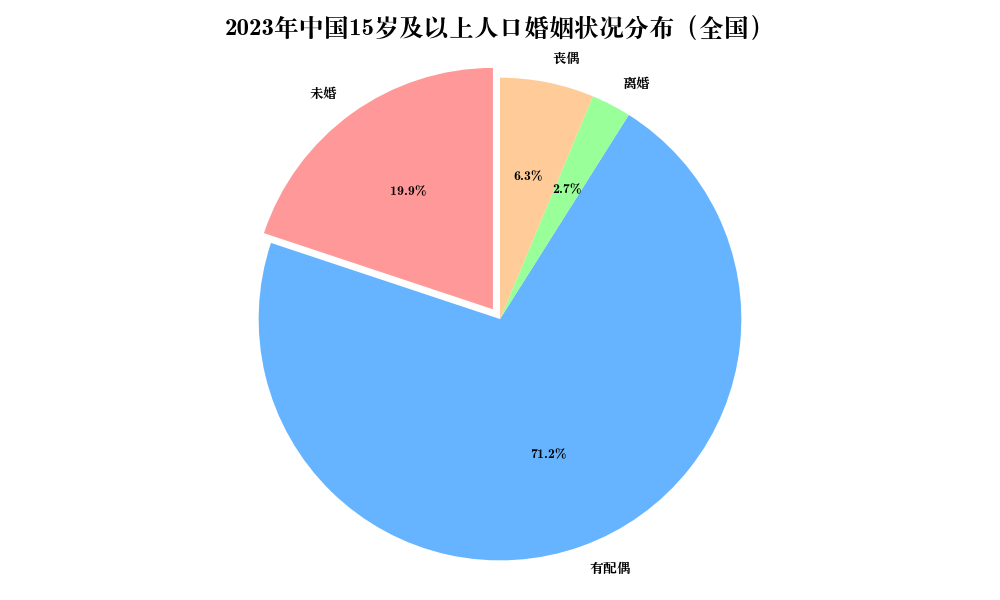 2023年中国15岁及以上人口婚姻状况分布（全国）
丧偶
离婚
未婚
6.3%
2.7%
19.9%
71.2%
有配偶